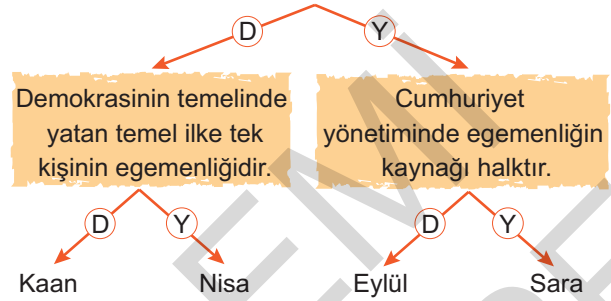 D
Y
Demokrasinin temelinde
yatan temel ilke tek
kişinin egemenliğidir.
Cumhuriyet
yönetiminde egemenliğin
kaynağı halktır.
D
Y
D
Y
Kaan
Nisa
Eylül
Sara